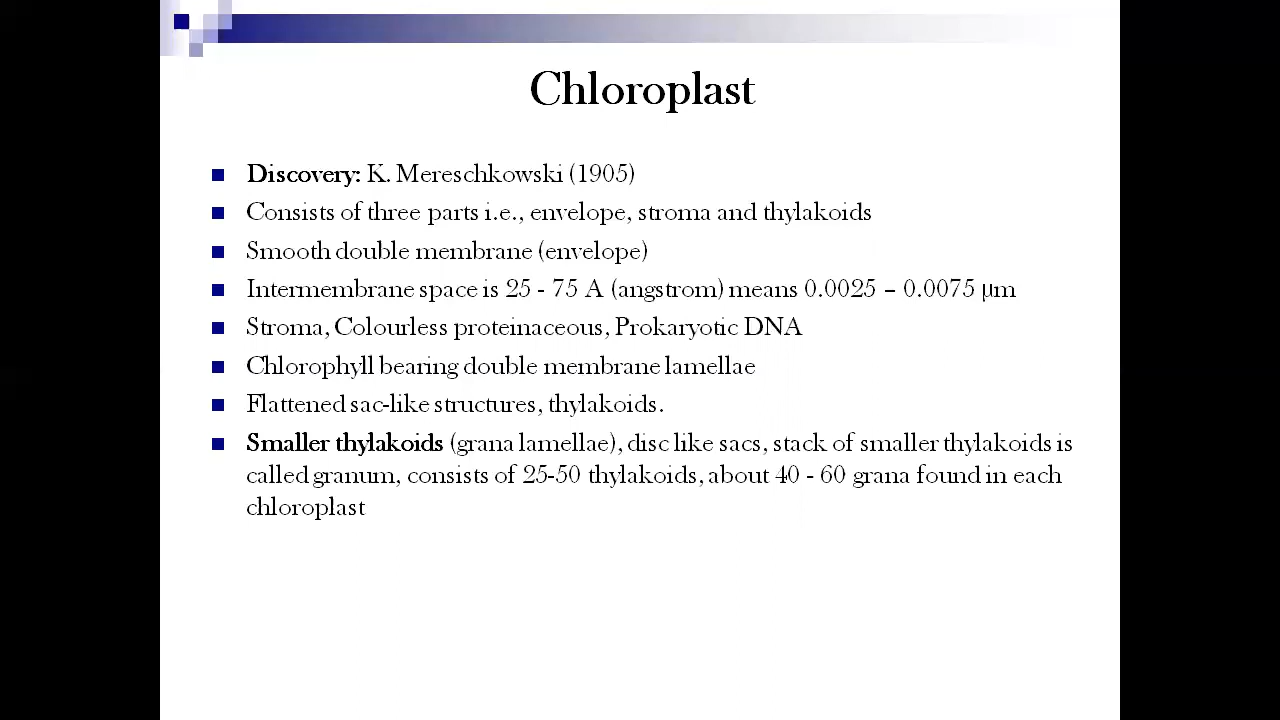 Chloroplast
Discovery: K. Mereschkowski (1905)
Consists of three parts i.e., envelope, stroma and thylakoids
Smooth double membrane (envelope)
Intermembrane space is 25 - 75 A (angstrom) means 0.0025 – 0.0075 µm
Stroma, Colourless proteinaceous, Prokaryotic DNA
Chlorophyll bearing double membrane lamellae
Flattened sac-like structures, thylakoids.
Smaller thylakoids (grana lamellae), disc like sacs, stack of smaller thylakoids is
called granum, consists of 25-50 thylakoids, about 40 - 60 grana found in each
chloroplast